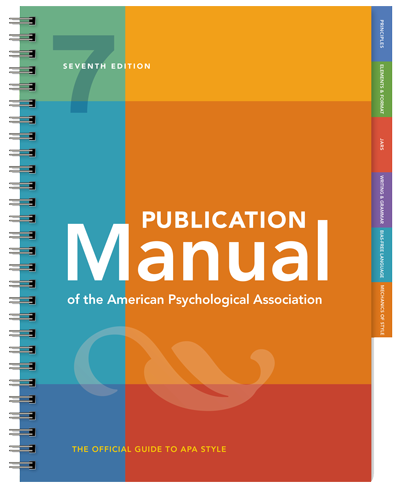 7
SEVENTH EDITION
PUBLICATION
Manual
of the American Psychological Association
THE OFFICIAL GUIDE TO APA STYLE
PRINCIPLES
ELEMENTS & FORMAT
JARS
WRITING & GRAMMAR
BIAS-FREE LANGUAGE
MECHANICS OF STYLE